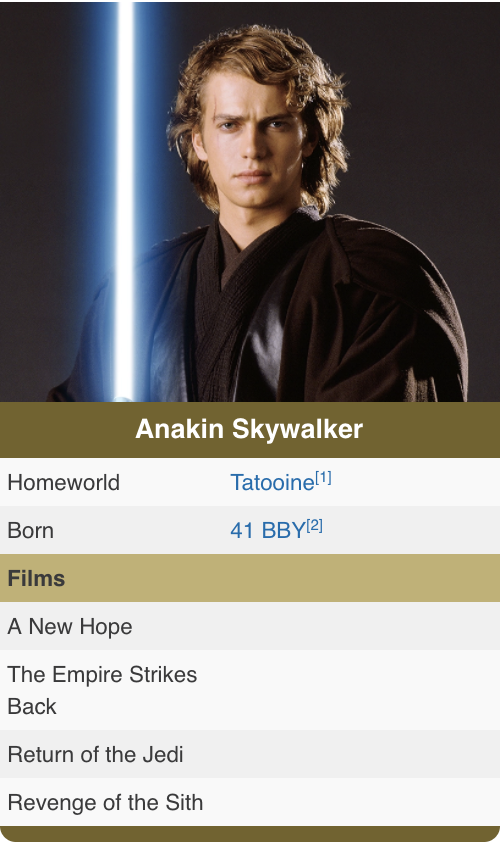 Anakin Skywalker
Homeworld Tatooine[1]
Born 41 BBY[2]
Films
A New Hope
The Empire Strikes
Back
Return of the Jedi
Revenge of the Sith